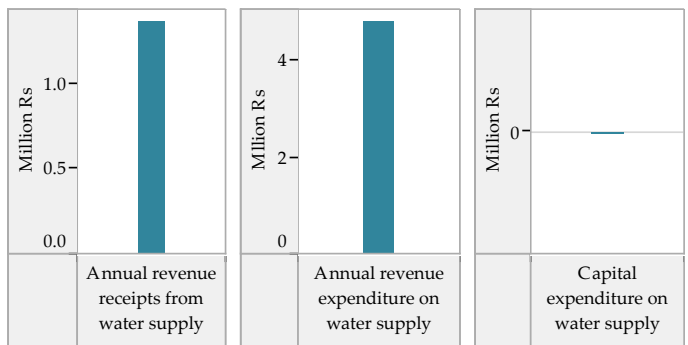 Million Rs
1.0
0.5
0.0
Annual revenue
receipts from
water supply
Mllion Rs
4
2
0
Annual revenue
expenditure on
water supply
Million Rs
0
Capital
expenditure on
water supply